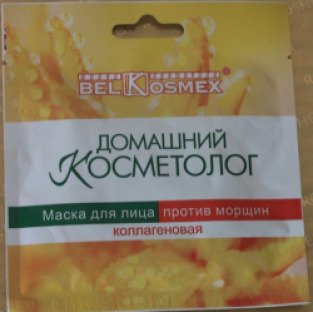 BELKOSMEX
ДОМАШНИЙ
КОСМЕТОЛОГ
Маска для лица против морщин
коллагеновая